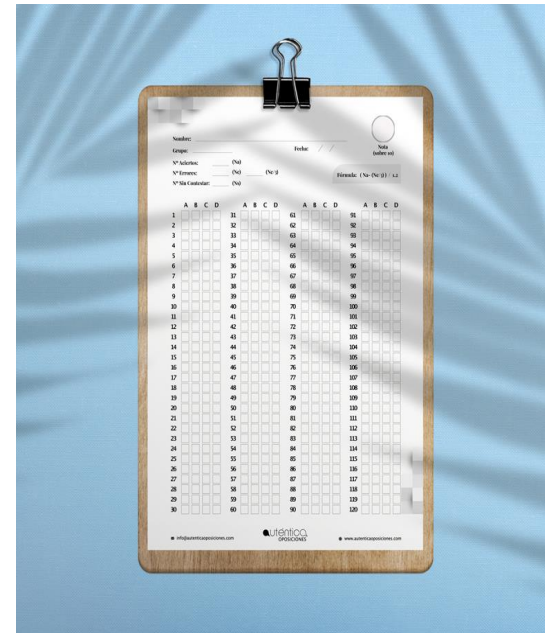 Nombre:
Grupo: Fecha: / / Nota
(sobre 10)
Nº Aciertos: (Na)
Nº Errores: (Ne) (Ne/3) Fórmula: (Na- (Ne/3)) / 1.2
Nº Sin Contestar: (Ns)
A B C D A B C D A B C D A B C D
1 31 61 91
2 32 62 92
3 33 63 93
4 34 64 94
5 35 65 95
6 36 66 96
7 37 67 97
8 38 68 98
9 39 69 99
10 40 70 100
11 41 71 101
12 42 72 102
13 43 73 103
14 44 74 104
15 45 75 105
16 46 76 106
17 47 77 107
18 48 78 108
19 49 79 109
20 50 80 110
21 51 81 111
22 52 82 112
23 53 83 113
24 54 84 114
25 55 85 115
26 56 86 116
27 57 87 117
28 58 88 118
29 59 89 119
30 60 90 120
info@autenticaoposiciones.com auténtica www.autenticaoposiciones.com
OPOSICIONES